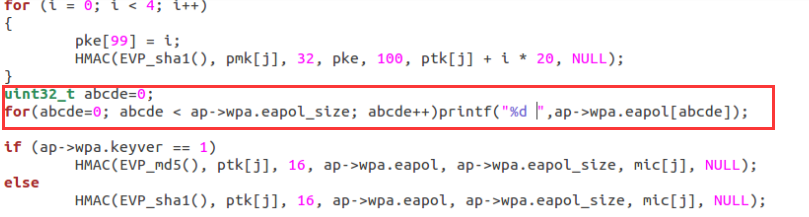 for (i = 0; i < 4; i++)
{
pke[99] = i;
HMAC(EVP_sha1(), pmk[j], 32, pke, 100, ptk[j] + i * 20, NULL);
}
uint32_t abcde=0;
for(abcde=0; abcde < ap->wpa.eapol_size; abcde++)printf("%d ",ap->wpa.eapol[abcde]);
if (ap->wpa.keyver == 1)
HMAC(EVP_md5(), ptk[j], 16, ap->wpa.eapol, ap->wpa.eapol_size, mic[j], NULL);
else
HMAC(EVP_sha1(), ptk[j], 16, ap->wpa.eapol, ap->wpa.eapol_size, mic[j], NULL);